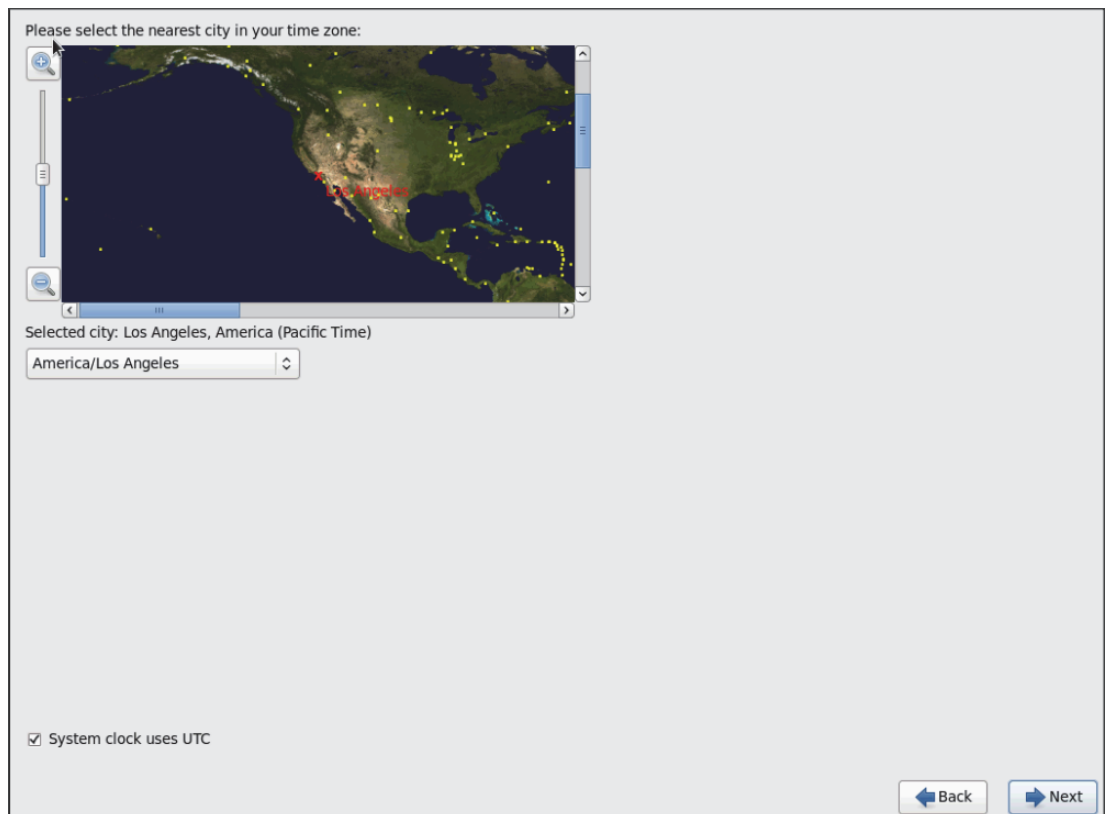 Please select the nearest city in your time zone:
Los Angeles
Selected city: Los Angeles, America (Pacific Time)
America/Los Angeles
System clock uses UTC
Back
Next